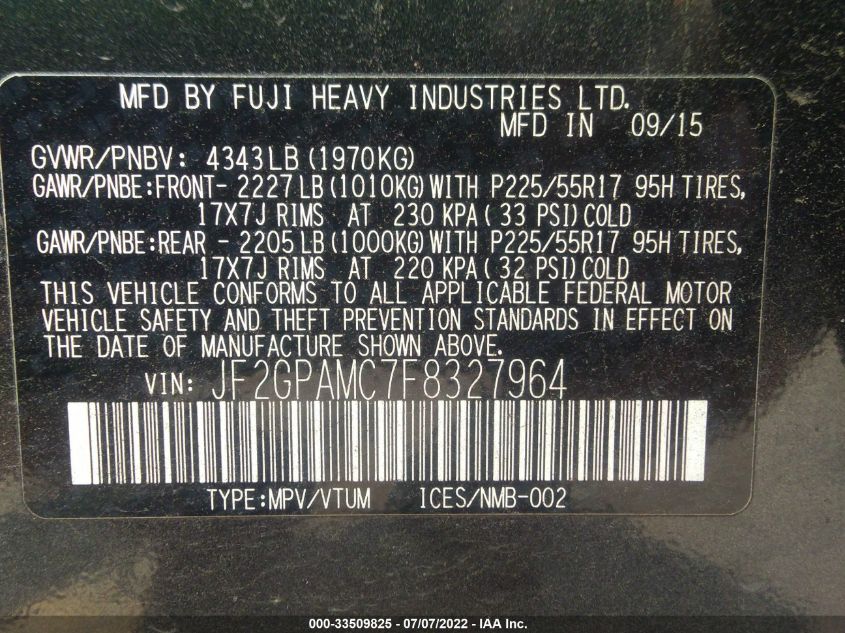 MFD BY FUJI HEAVY INDUSTRIES LTD.
MFD IN 09/15
GVWR/PNBV: 4343LB(1970KG)
GAWR/PNBE:FRONT- 2227LB(1010KG)WITH P225/55R17 95H TIRES,
17X7J RIMS AT 230 KPA( 33 PSI)COLD
GAWR/PNBE:REAR - 2205LB(1000KG)WITH P225/55R17 95H TIRES,
17X7J RIMS AT 220 KPA( 32 PSI)COLD
THIS VEHICLE CONFORMS TO ALL APPLICABLE FEDERAL MOTOR
VEHICLE SAFETY AND THEFT PREVENTION STANDARDS IN EFFECT ON
THE DATE OF MANUFACTURE SHOWN ABOVE.
VIN: JF2GPAMC7F8327964
TYPE:MPV/VTUM ICES/NMB-002
000-33509825 - 07/07/2022 - IAA Inc.